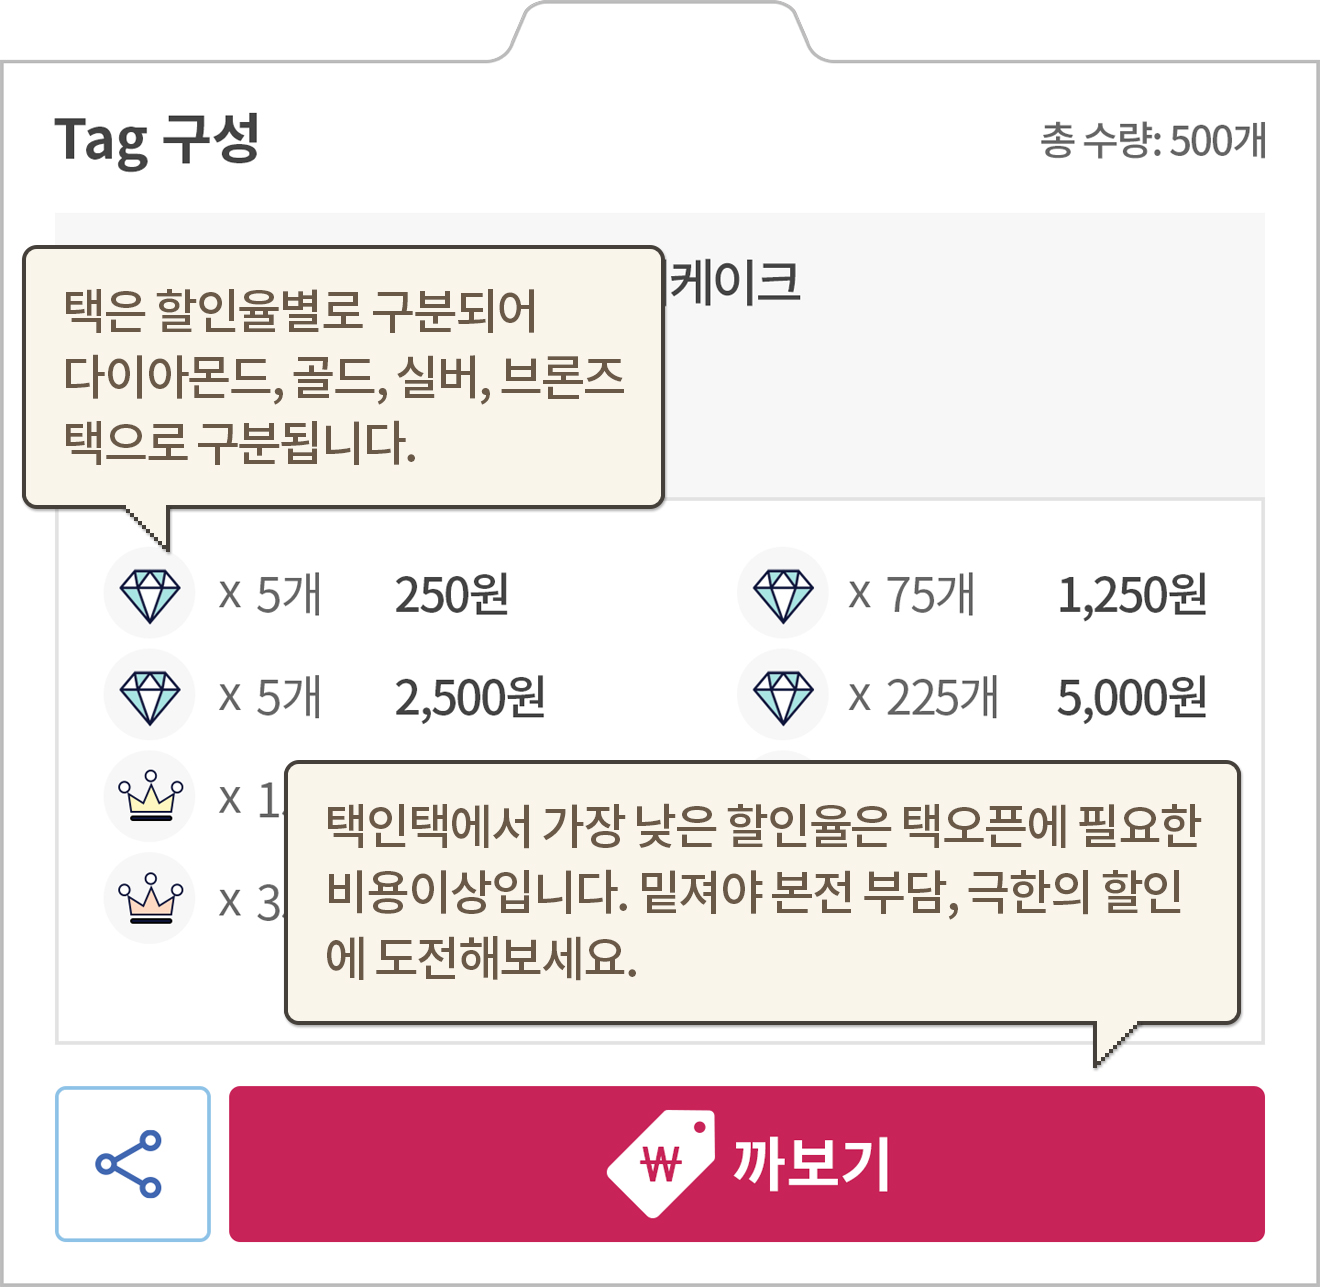 Tag 구성
총 수량: 500개
케이크
택은 할인율별로 구분되어
다이아몬드, 골드, 실버, 브론즈
택으로 구분됩니다.
x 5개 250원 x 75개 1,250원
x 5개 2,500원 x 225개 5,000원
x 1
x 3
택인택에서 가장 낮은 할인율은 택오픈에 필요한
비용이상입니다. 밑져야 본전 부담, 극한의 할인
에 도전해보세요.
₩ 까보기